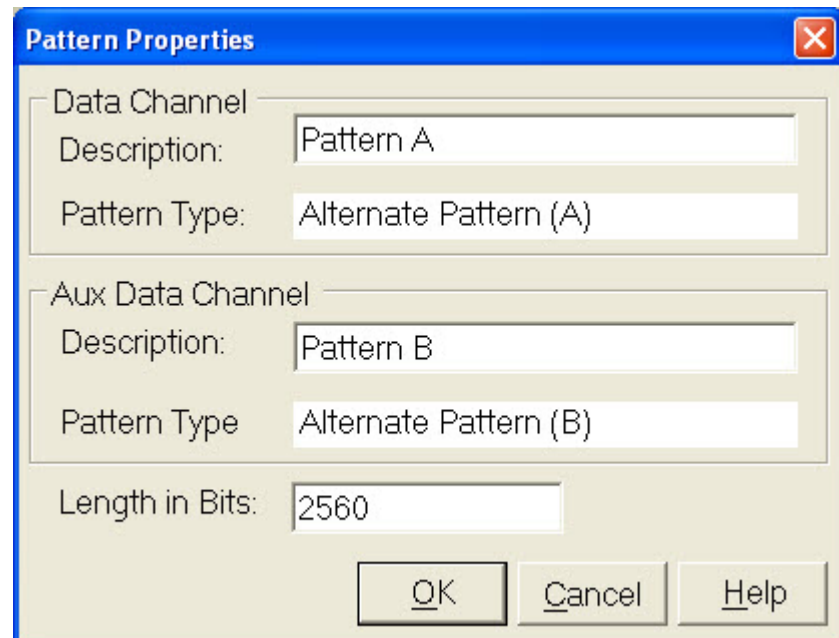 Pattern Properties
Data Channel
Description: Pattern A
Pattern Type: Alternate Pattern (A)
Aux Data Channel
Description: Pattern B
Pattern Type Alternate Pattern (B)
Length in Bits: 2560
OK Cancel Help